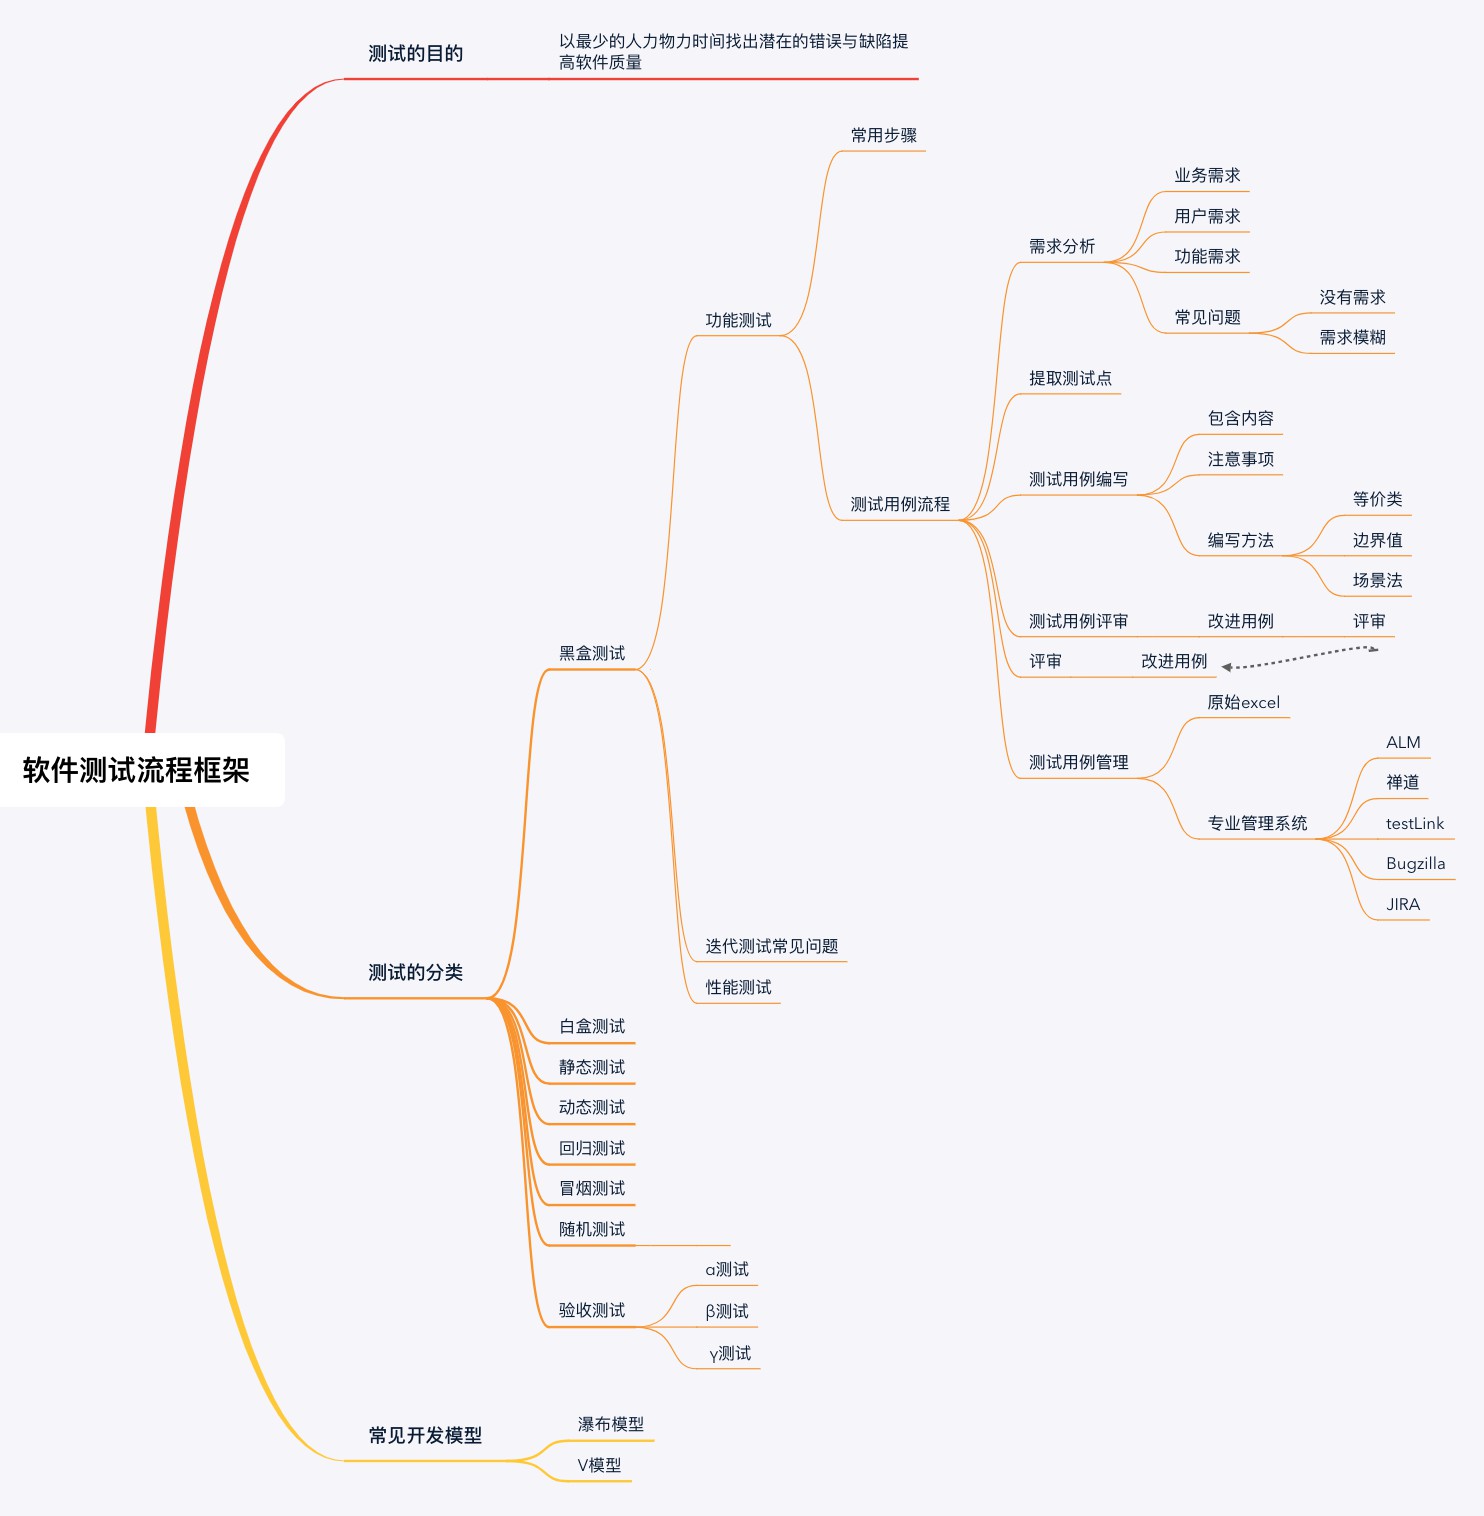 测试的目的
以最少的人力物力时间找出潜在的错误与缺陷提
高软件质量
常用步骤
业务需求
用户需求
需求分析
功能需求
没有需求
常见问题
功能测试
需求模糊
提取测试点
包含内容
注意事项
测试用例编写
等价类
测试用例流程
编写方法
边界值
场景法
测试用例评审
改进用例
评审
黑盒测试
评审
改进用例
原始excel
ALM
测试用例管理
软件测试流程框架
禅道
专业管理系统
testLink
Bugzilla
JIRA
迭代测试常见问题
测试的分类
性能测试
白盒测试
静态测试
动态测试
回归测试
冒烟测试
随机测试
α测试
验收测试
β测试
γ测试
瀑布模型
常见开发模型
V模型